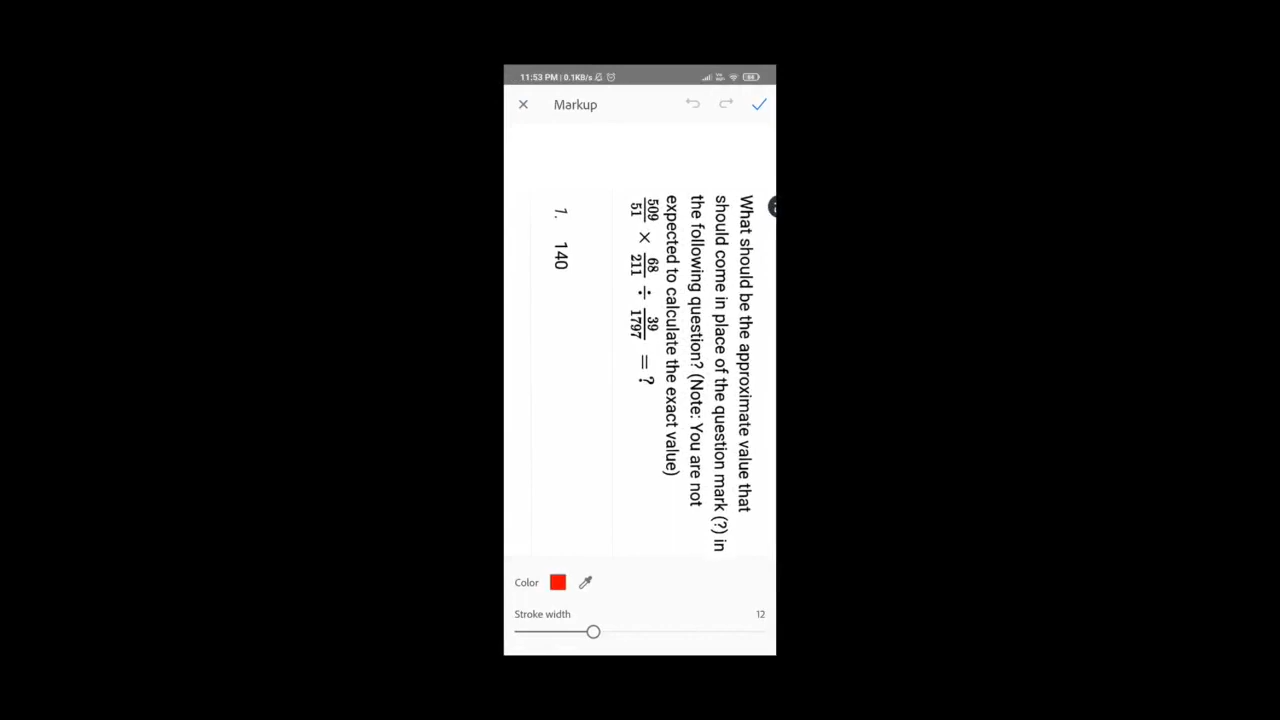 11:53 PM | 0.1KB/s
Markup
What should be the approximate value that
should come in place of the question mark (?) in
the following question? (Note: You are not
expected to calculate the exact value)
509/51 × 68/211 ÷ 39/1797 = ?
1. 140
Color
Stroke width 12